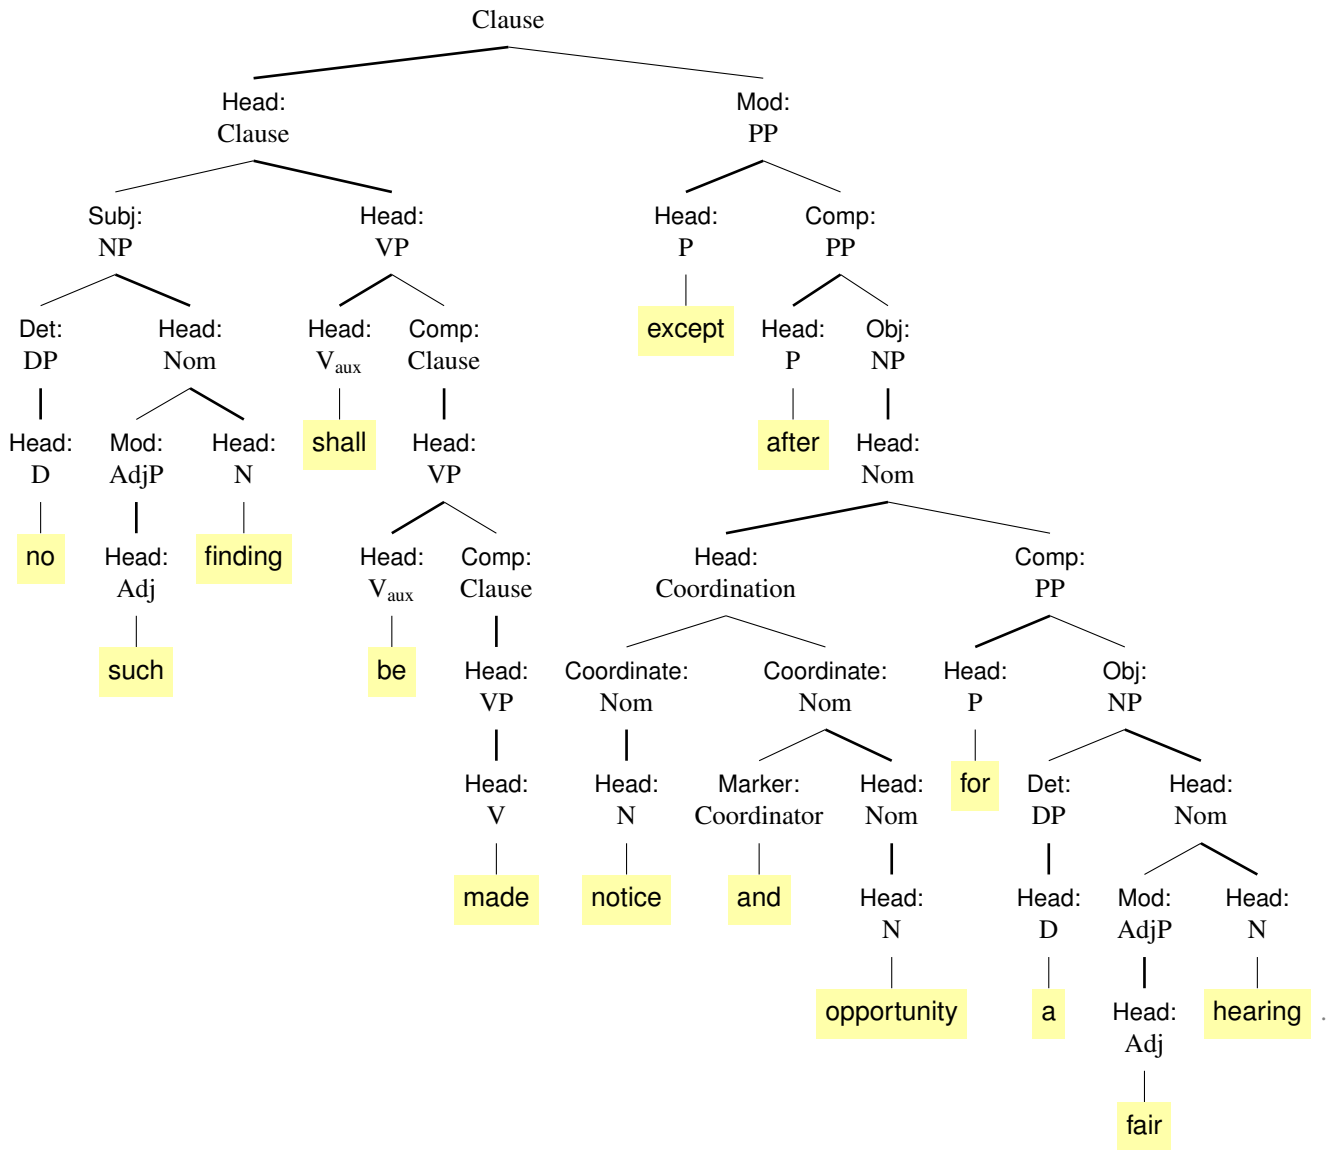 Clause
Head: Mod:
Clause PP
Subj: Head: Head: Comp:
NP VP P PP
Det: Head: Head: Comp: except Head: Obj:
DP Nom Vaux Clause P NP
Head: Mod: Head: shall Head: after Head:
D AdjP N VP Nom
no Head: finding Head: Comp: Head: Comp:
Adj Vaux Clause Coordination PP
such be Head: Coordinate: Coordinate: Head: Obj:
VP Nom Nom P NP
Head: Head: Marker: Head: for Det: Head:
V N Coordinator Nom DP Nom
made notice and Head: Head: Mod: Head:
N D AdjP N
opportunity a Head: hearing .
Adj
fair